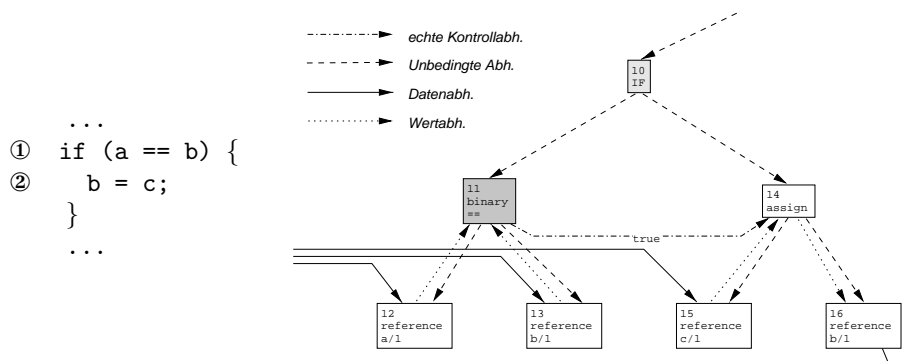 ...
① if (a == b) {
② b = c;
}
...
echte Kontrollabh.
Unbedingte Abh.
Datenabh.
Wertabh.
10
IF
11
binary
==
14
assign
true
12
reference
a/1
13
reference
b/1
15
reference
c/1
16
reference
b/1